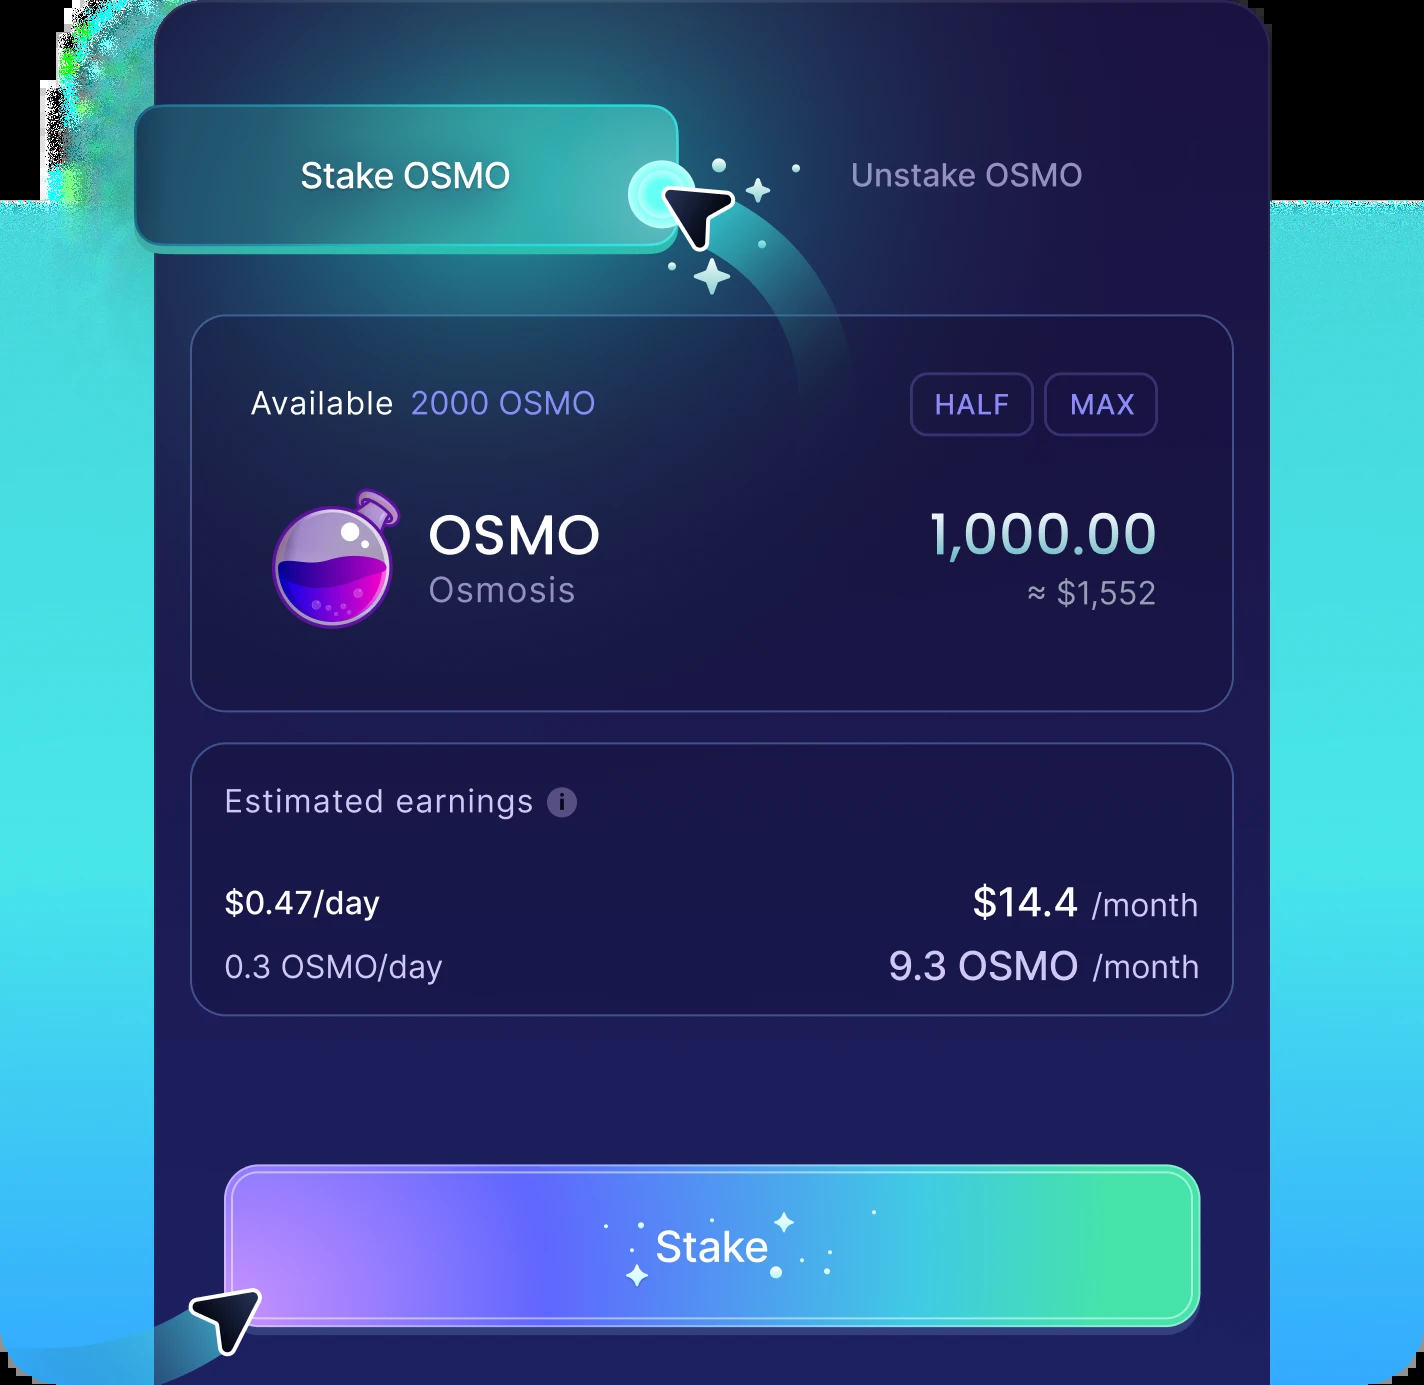 Stake OSMO
Unstake OSMO
Available 2000 OSMO
HALF
MAX
OSMO
Osmosis
1,000.00
≈ $1,552
Estimated earnings i
$0.47/day
$14.4 /month
0.3 OSMO/day
9.3 OSMO /month
Stake